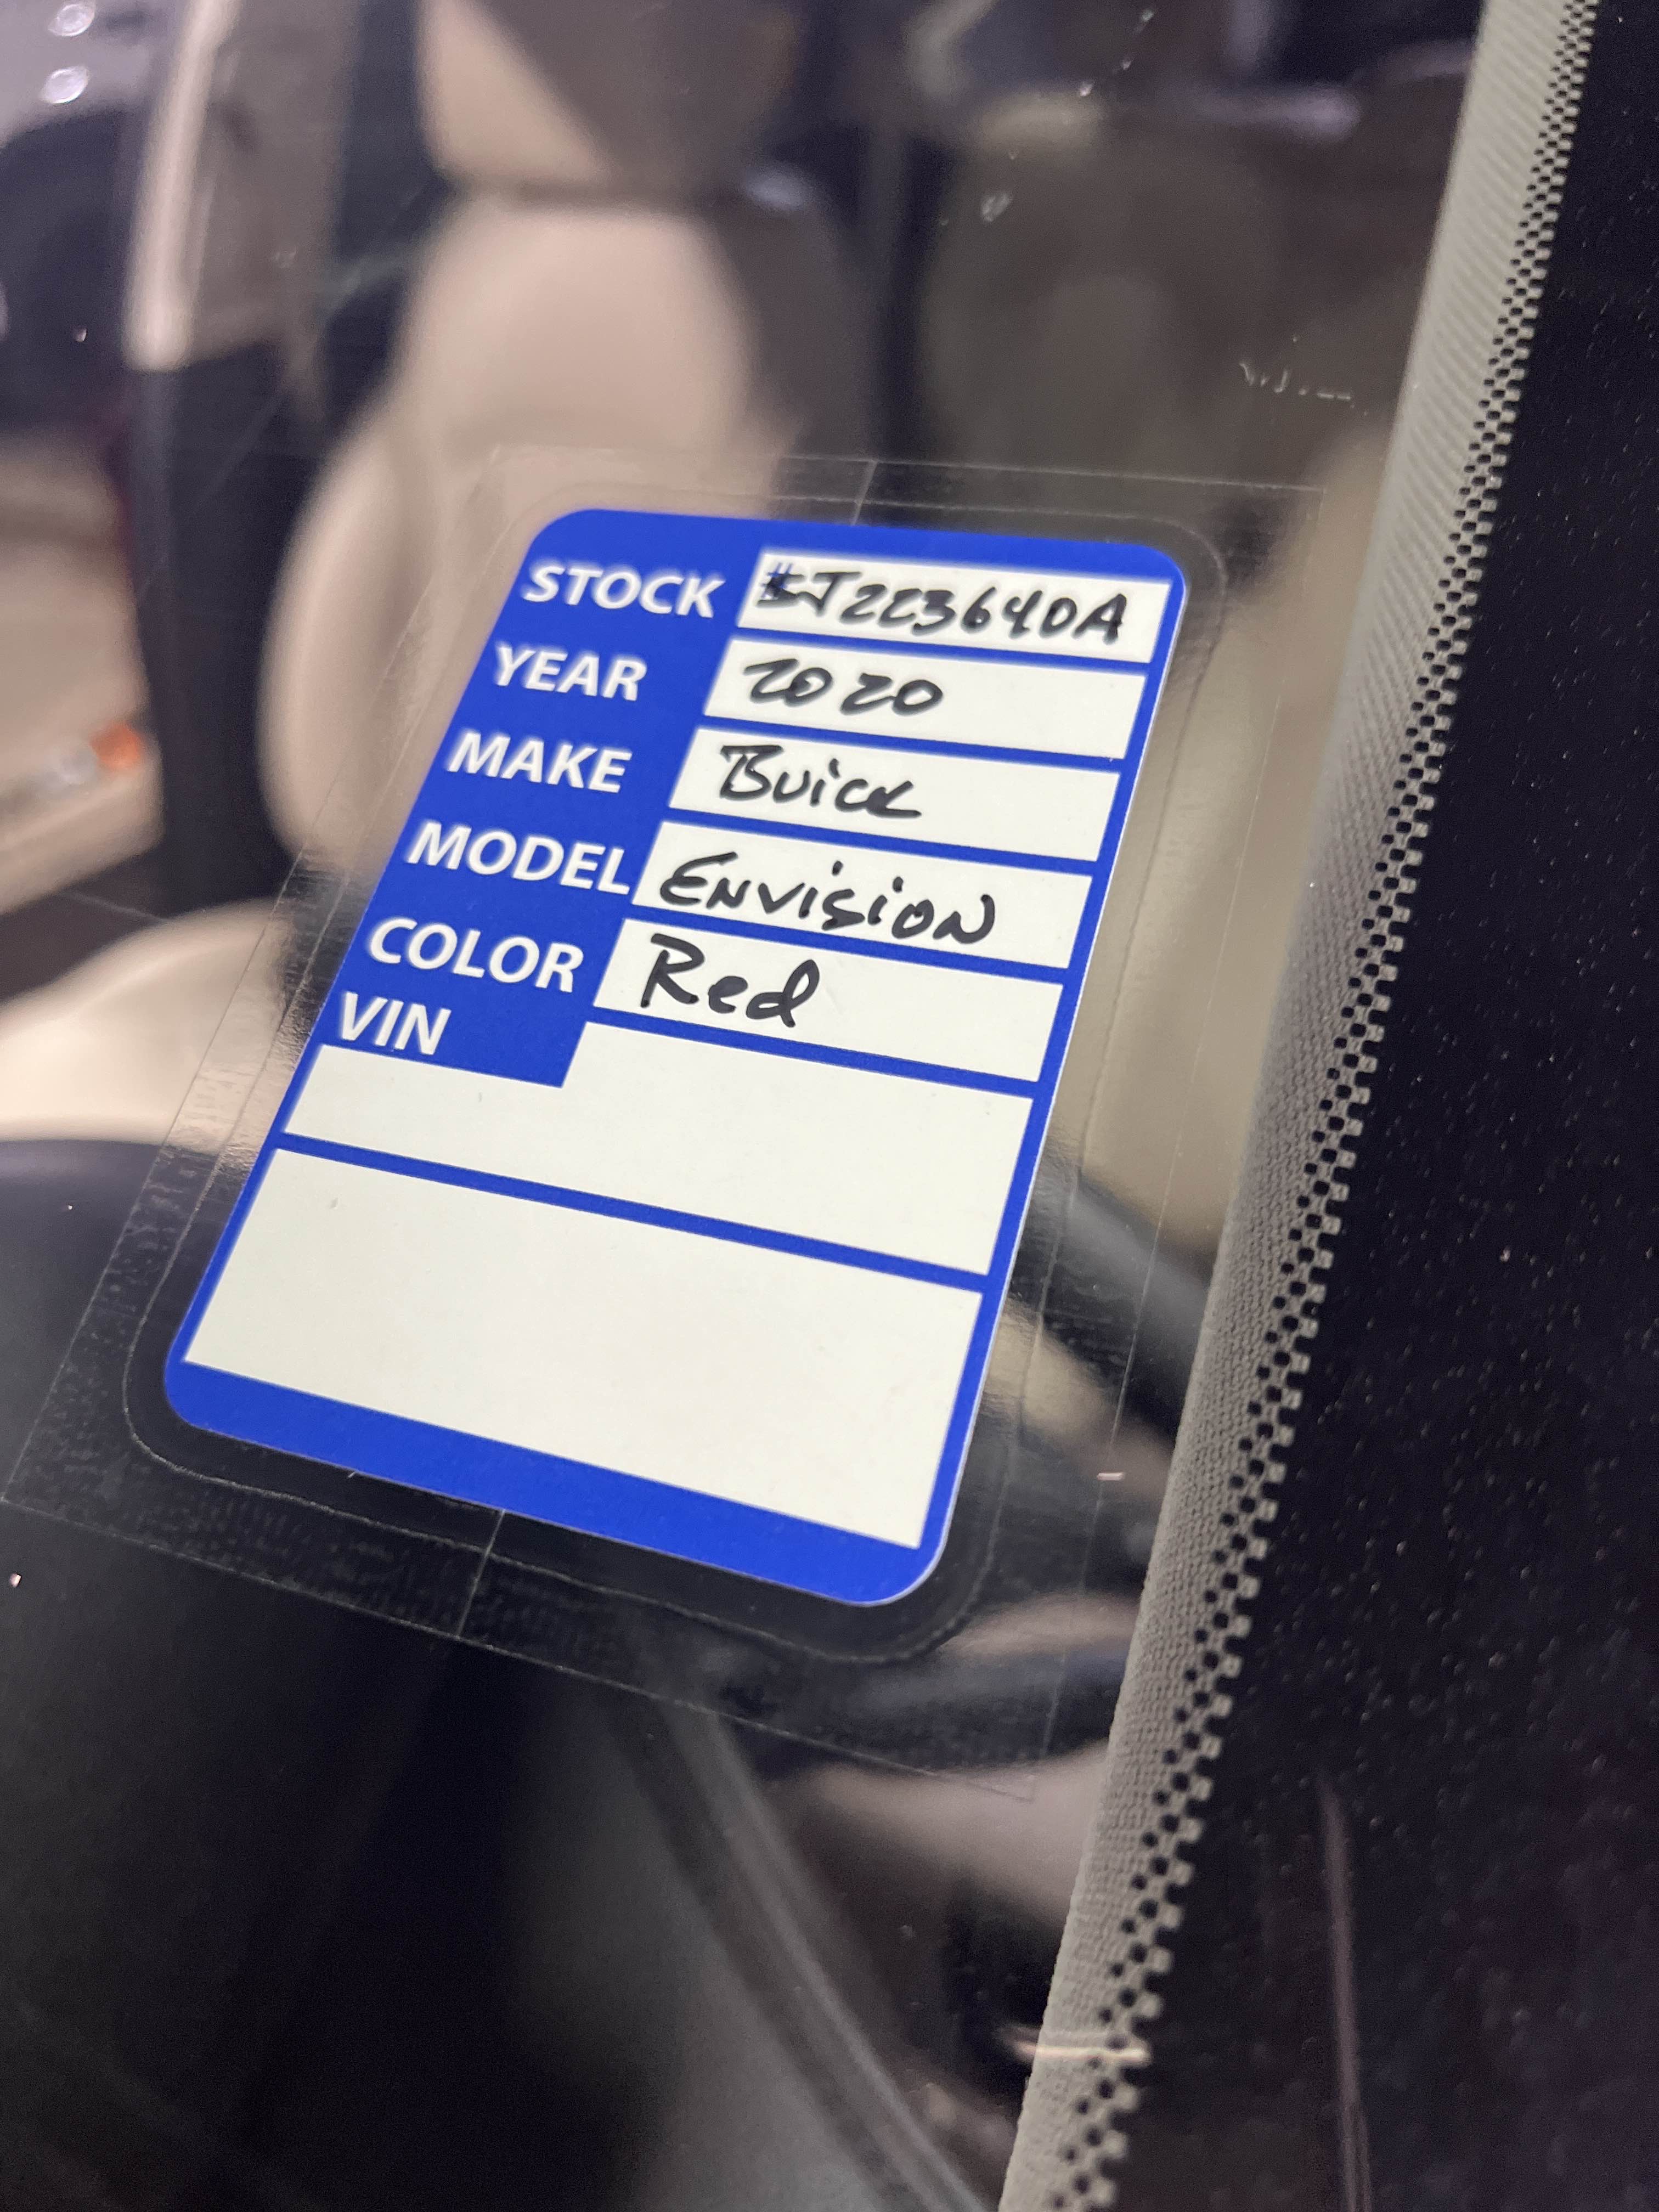 STOCK #J223640A
YEAR 2020
MAKE Buick
MODEL Envision
COLOR Red
VIN